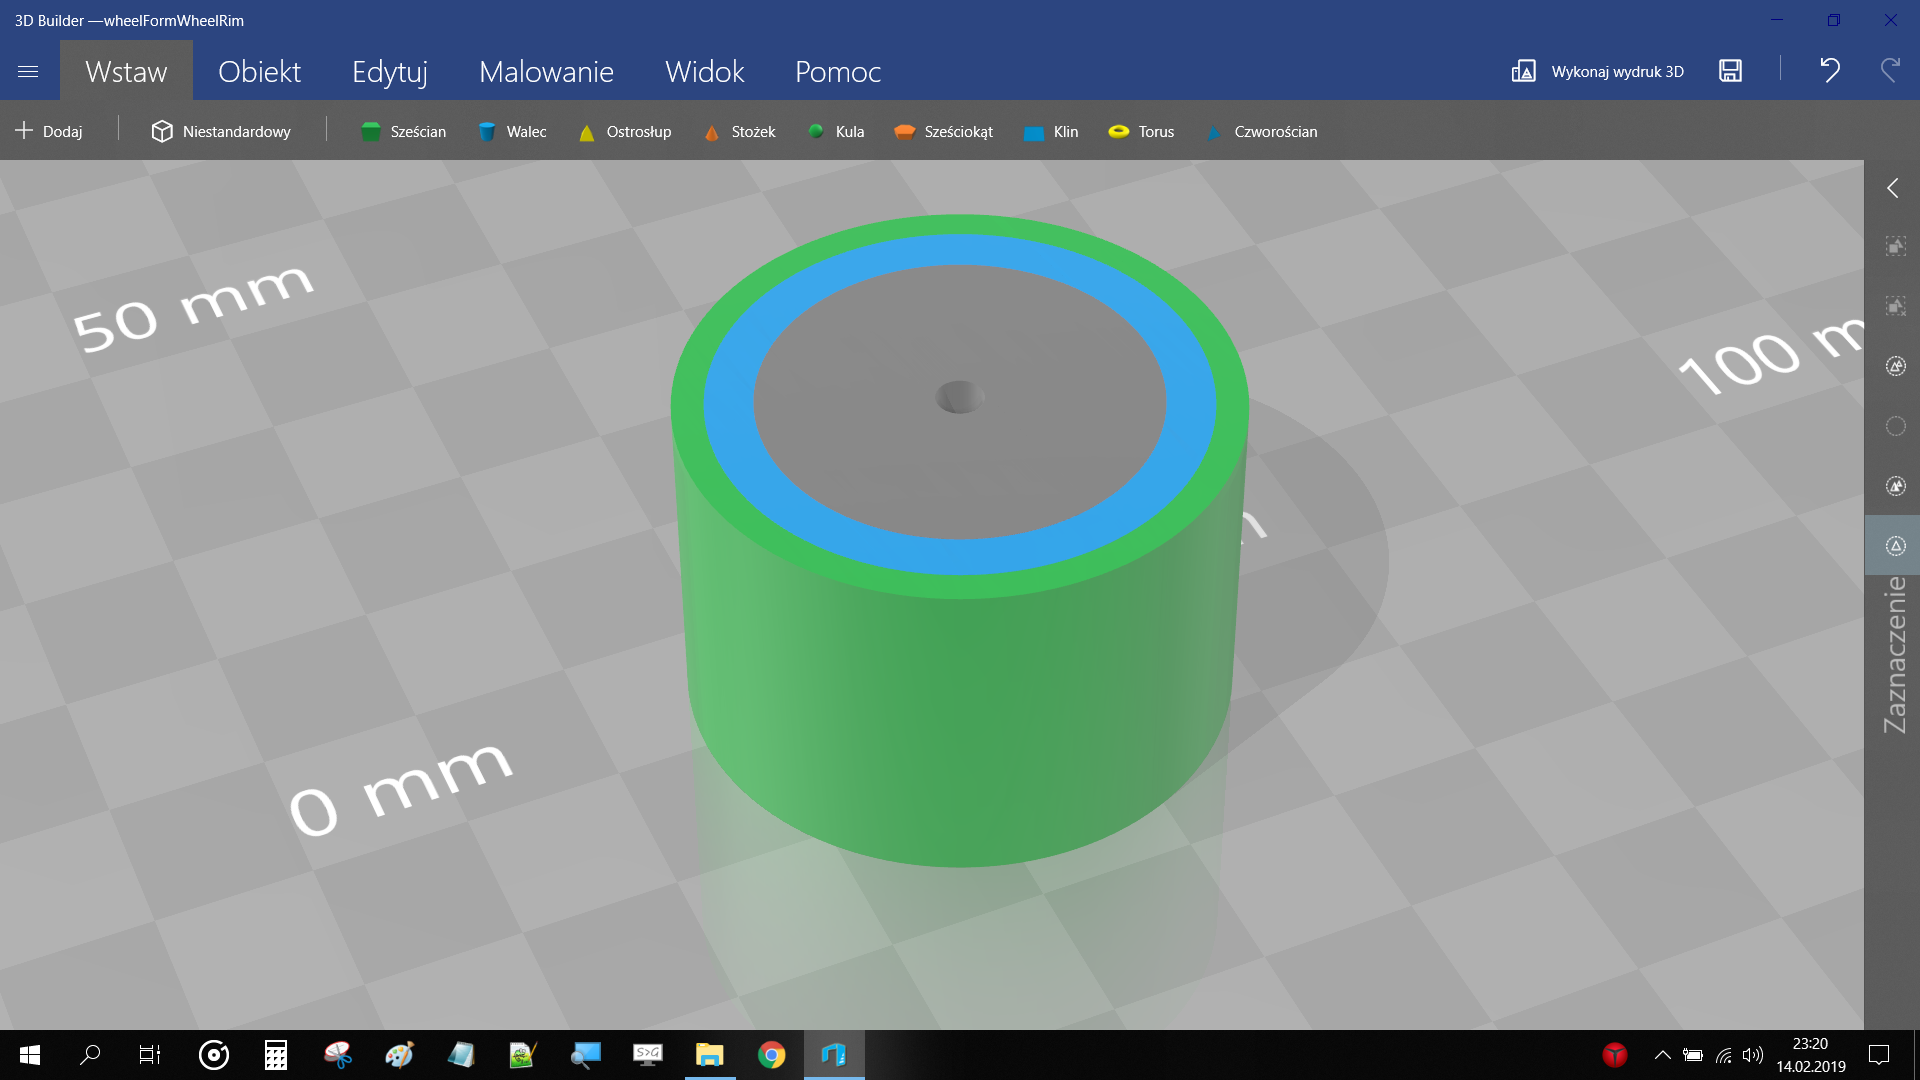 3D Builder —wheelFormWheelRim
Wstaw Obiekt Edytuj Malowanie Widok Pomoc Wykonaj wydruk 3D
Dodaj Niestandardowy Sześcian Walec Ostrosłup Stożek Kula Sześciokąt Klin Torus Czworościan
50 mm
100 m
0 mm
Zaznaczenie
S>G
23:20
14.02.2019